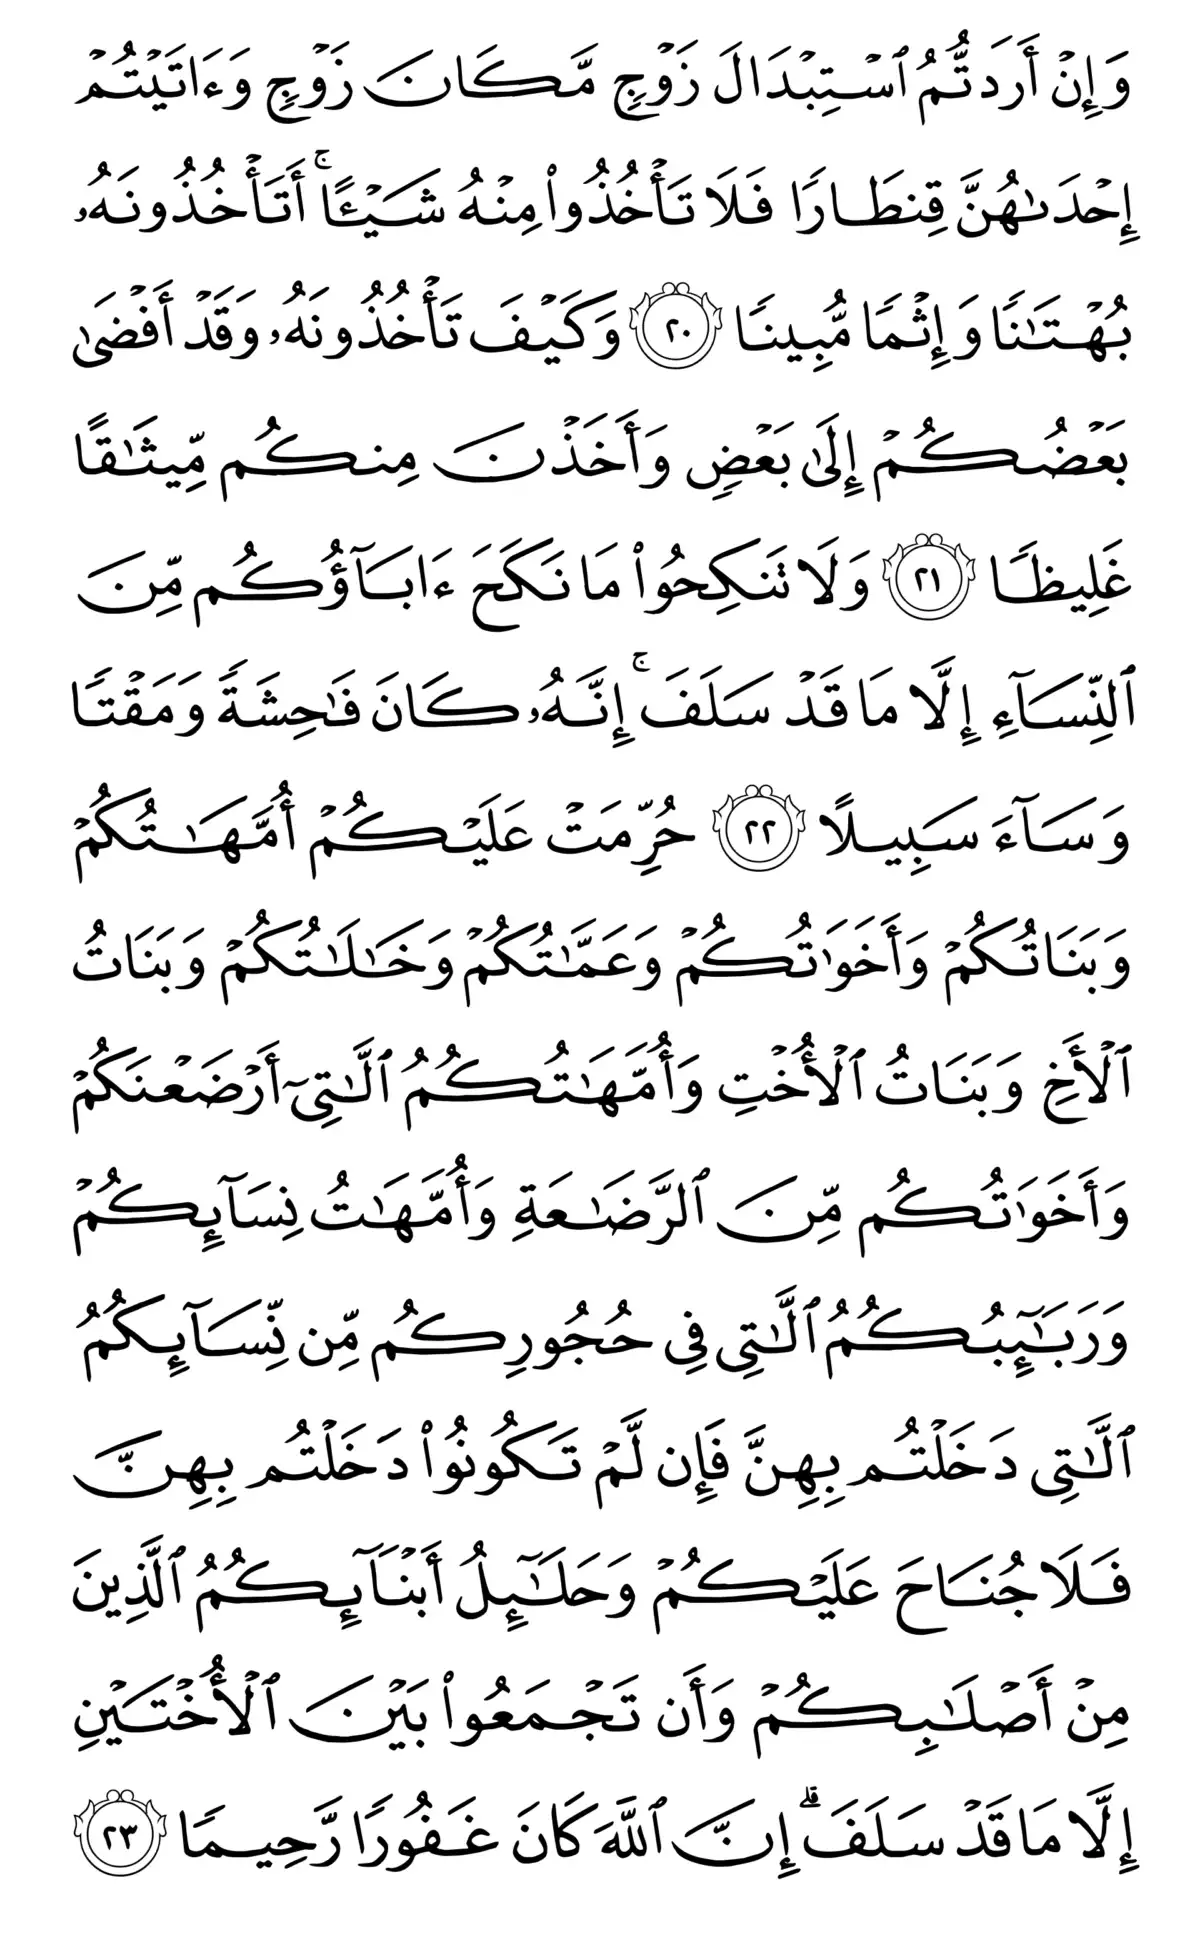 وَإِنۡ أَرَدتُّمُ ٱسۡتِبۡدَالَ زَوۡجٍ مَّكَانَ زَوۡجٍ وَءَاتَيۡتُمۡ
إِحۡدَىٰهُنَّ قِنطَارًا فَلَا تَأۡخُذُواْ مِنۡهُ شَيۡـًٔاۚ أَتَأۡخُذُونَهُۥ
بُهۡتَٰنًا وَإِثۡمًا مُّبِينًا ٢٠ وَكَيۡفَ تَأۡخُذُونَهُۥ وَقَدۡ أَفۡضَىٰ
بَعۡضُكُمۡ إِلَىٰ بَعۡضٍ وَأَخَذۡنَ مِنكُم مِّيثَٰقًا
غَلِيظًا ٢١ وَلَا تَنكِحُواْ مَا نَكَحَ ءَابَآؤُكُم مِّنَ
ٱلنِّسَآءِ إِلَّا مَا قَدۡ سَلَفَۚ إِنَّهُۥ كَانَ فَٰحِشَةً وَمَقۡتًا
وَسَآءَ سَبِيلًا ٢٢ حُرِّمَتۡ عَلَيۡكُمۡ أُمَّهَٰتُكُمۡ
وَبَنَاتُكُمۡ وَأَخَوَٰتُكُمۡ وَعَمَّٰتُكُمۡ وَخَٰلَٰتُكُمۡ وَبَنَاتُ
ٱلۡأَخِ وَبَنَاتُ ٱلۡأُخۡتِ وَأُمَّهَٰتُكُمُ ٱلَّٰتِيٓ أَرۡضَعۡنَكُمۡ
وَأَخَوَٰتُكُم مِّنَ ٱلرَّضَٰعَةِ وَأُمَّهَٰتُ نِسَآئِكُمۡ
وَرَبَٰٓئِبُكُمُ ٱلَّٰتِي فِي حُجُورِكُم مِّن نِّسَآئِكُمُ
ٱلَّٰتِي دَخَلۡتُم بِهِنَّ فَإِن لَّمۡ تَكُونُواْ دَخَلۡتُم بِهِنَّ
فَلَا جُنَاحَ عَلَيۡكُمۡ وَحَلَٰٓئِلُ أَبۡنَآئِكُمُ ٱلَّذِينَ
مِنۡ أَصۡلَٰبِكُمۡ وَأَن تَجۡمَعُواْ بَيۡنَ ٱلۡأُخۡتَيۡنِ
إِلَّا مَا قَدۡ سَلَفَۗ إِنَّ ٱللَّهَ كَانَ غَفُورًا رَّحِيمًا ٢٣